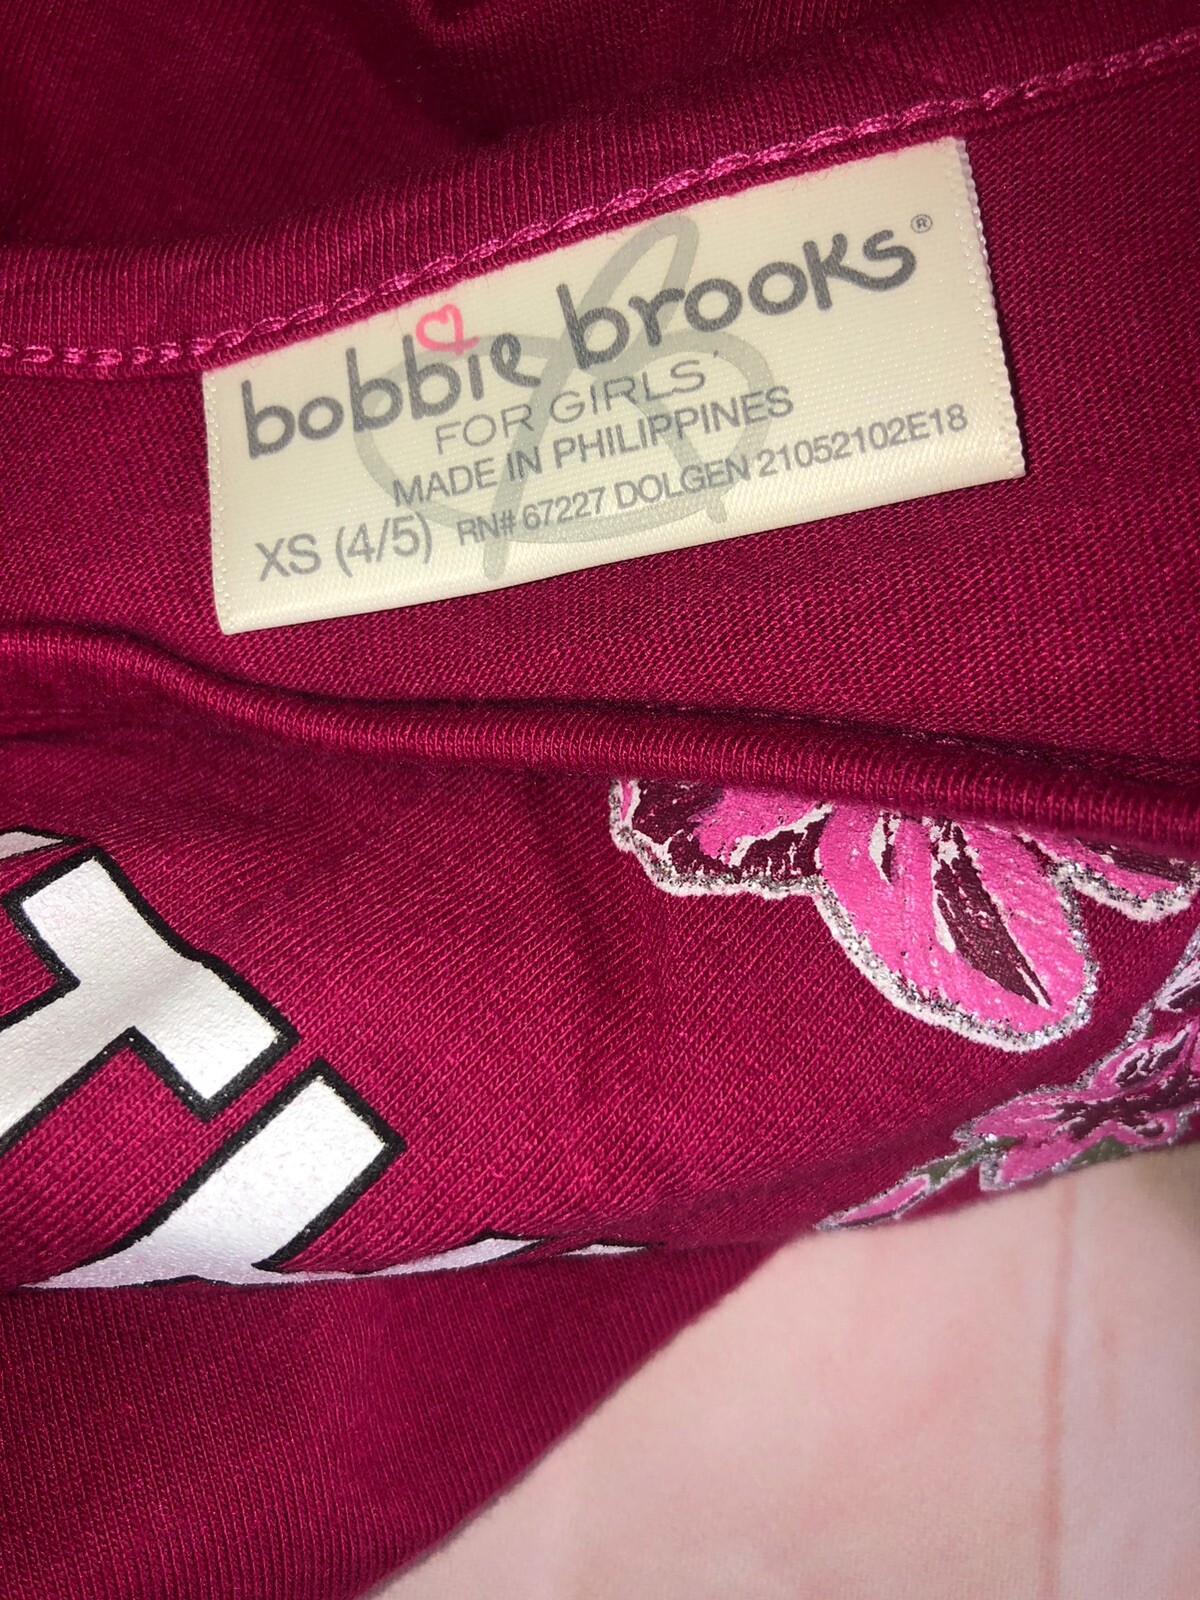 bobbie brooks®
FOR GIRLS'
MADE IN PHILIPPINES
XS (4/5) RN# 67227 DOLGEN 21052102E18